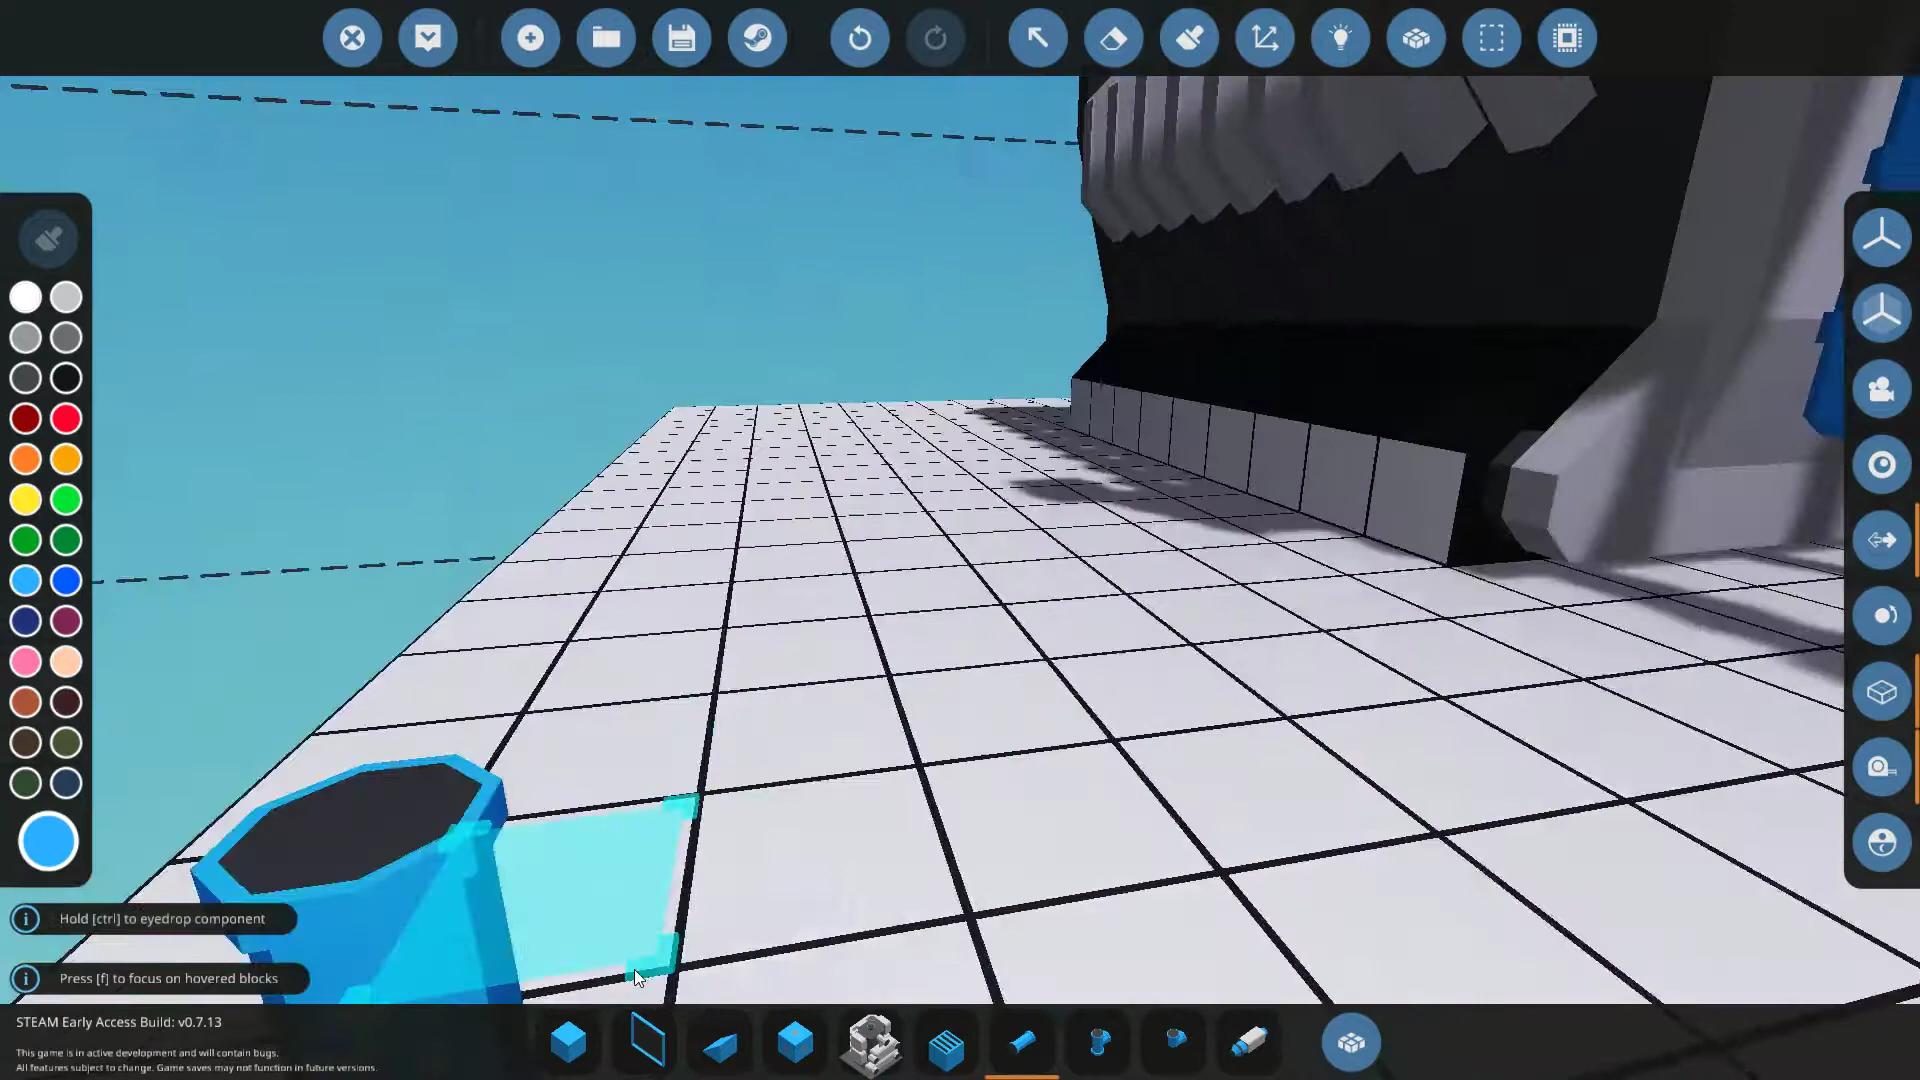 Hold [ctrl] to eyedrop component
Press [f] to focus on hovered blocks
STEAM Early Access Build: v0.7.13
This game is in active development and will contain bugs.
All features subject to change. Game saves may not function in future versions.